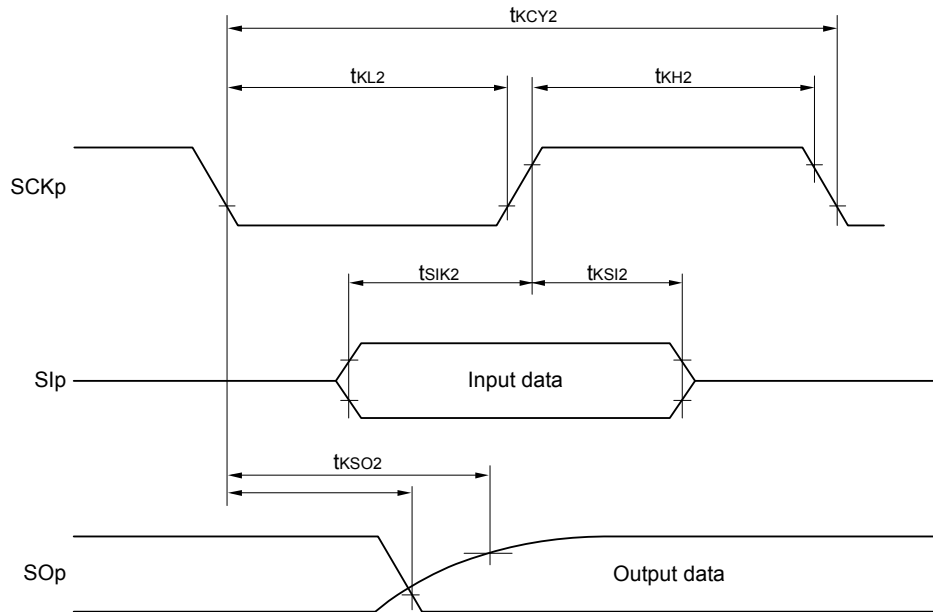 tKCY2
tKL2
tKH2
SCKp
tSIK2
tKSI2
SIp
Input data
tKSO2
SOp
Output data